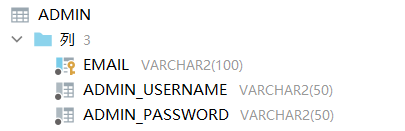 ADMIN
列 3
EMAIL VARCHAR2(100)
ADMIN_USERNAME VARCHAR2(50)
ADMIN_PASSWORD VARCHAR2(50)